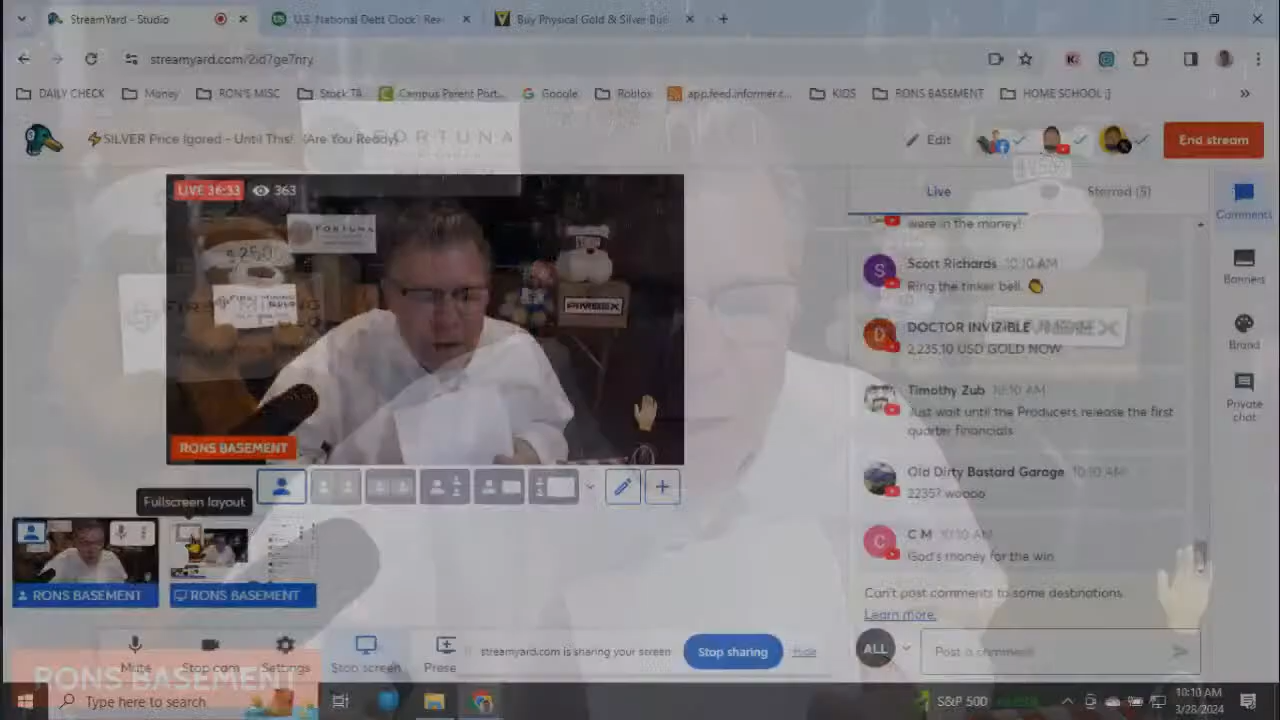 StreamYard - Studio
U.S. National Debt Clock : Rea
Buy Physical Gold & Silver Bul
streamyard.com/2id7ge7nry
DAILY CHECK
Money
RON'S MISC
Stock TA
Campus Parent Port...
Google
Roblox
app.feed.informer.c...
KIDS
RONS BASEMENT
HOME SCHOOL ;)
⚡SILVER Price Igored - Until This! (Are You Ready)
FORTUNA
Edit
End stream
LIVE 36:33 363
FORTUNA
FIRST MINING
RONS BASEMENT
Fullscreen layout
RONS BASEMENT
RONS BASEMENT
Live
Starred (5)
were in the money!
Scott Richards 10:10 AM
Ring the tinker bell.
DOCTOR INVIZIBLE
2,235,10 USD GOLD NOW
Timothy Zub 10:10 AM
Just wait until the Producers release the first
quarter financials
Old Dirty Bastard Garage 10:10 AM
2235? woooo
C M 10:10 AM
God's money for the win
Can't post comments to some destinations.
Learn more.
ALL
Post a comment
Comments
Banners
Brand
Private
chat
Mute
Stop cam
Settings
Stop screen
Prese
streamyard.com is sharing your screen
Stop sharing
Hide
RONS BASEMENT
Type here to search
S&P 500
10:10 AM
3/28/2024